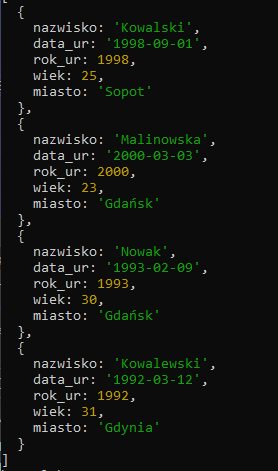 [
{
nazwisko: 'Kowalski',
data_ur: '1998-09-01',
rok_ur: 1998,
wiek: 25,
miasto: 'Sopot'
},
{
nazwisko: 'Malinowska',
data_ur: '2000-03-03',
rok_ur: 2000,
wiek: 23,
miasto: 'Gdańsk'
},
{
nazwisko: 'Nowak',
data_ur: '1993-02-09',
rok_ur: 1993,
wiek: 30,
miasto: 'Gdańsk'
},
{
nazwisko: 'Kowalewski',
data_ur: '1992-03-12',
rok_ur: 1992,
wiek: 31,
miasto: 'Gdynia'
}
]